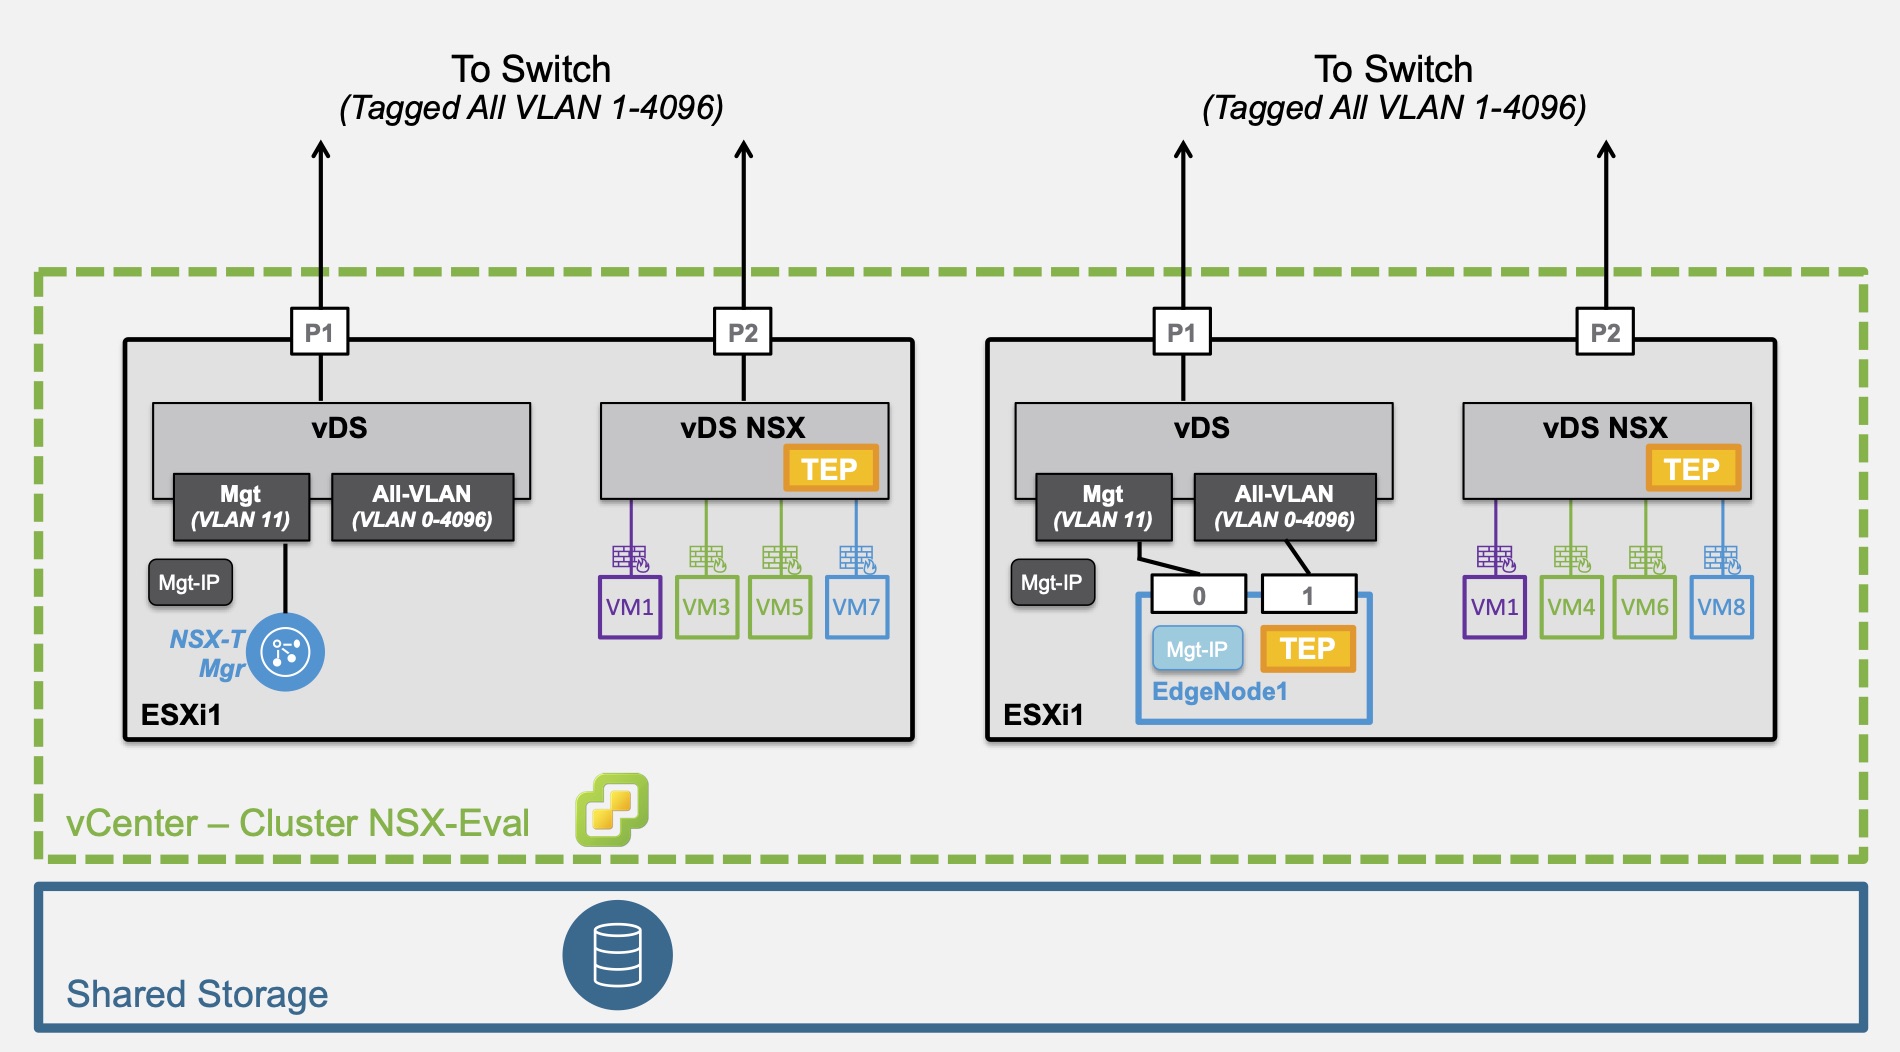 To Switch
(Tagged All VLAN 1-4096)
To Switch
(Tagged All VLAN 1-4096)
P1
P2
vDS
Mgt
(VLAN 11)
All-VLAN
(VLAN 0-4096)
vDS NSX
TEP
Mgt-IP
NSX-T
Mgr
VM1
VM3
VM5
VM7
ESXi1
P1
P2
vDS
Mgt
(VLAN 11)
All-VLAN
(VLAN 0-4096)
vDS NSX
TEP
Mgt-IP
0
1
Mgt-IP
TEP
EdgeNode1
VM1
VM4
VM6
VM8
ESXi1
vCenter – Cluster NSX-Eval
Shared Storage